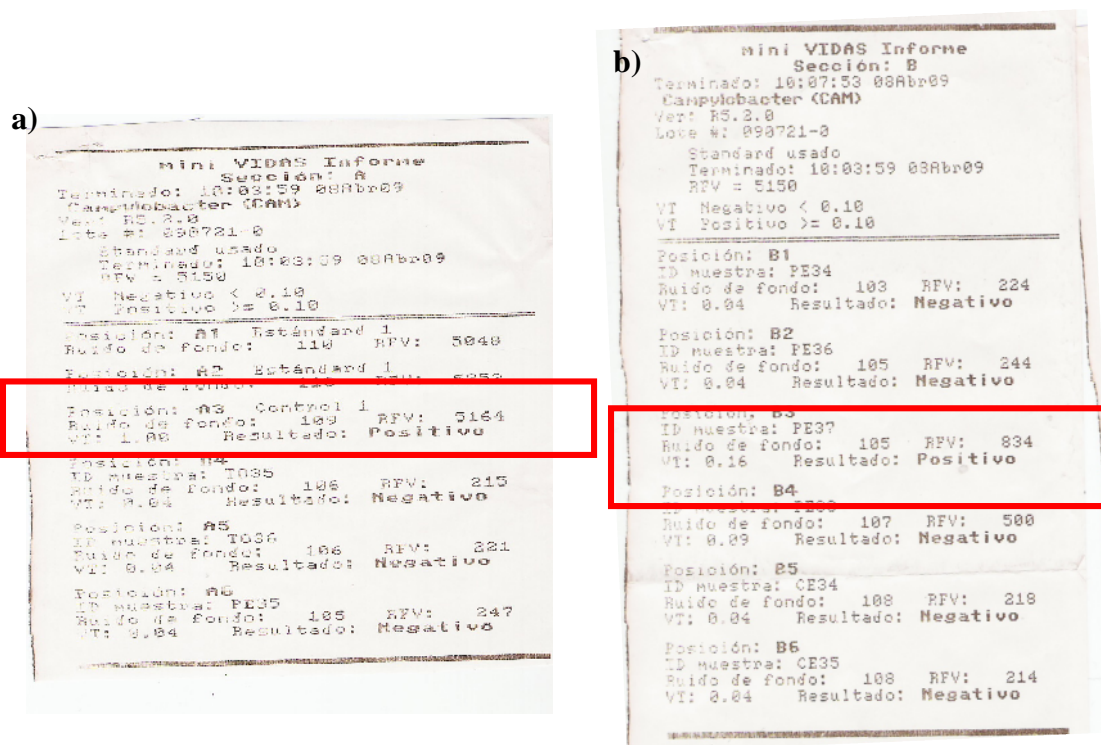 a)
mini VIDAS Informe
Sección: A
Terminado: 10:03:59 08Abr09
Campylobacter (CAM)
Ver: R5.2.0
Lote #: 090721-0
Standard usado
Terminado: 10:03:59 08Abr09
RFV = 5150
VT Negativo < 0.10
VT Positivo >= 0.10
Posición: A1 Estándard 1
Ruido de fondo: 110 RFV: 5048
Posición: A2 Estándard 1
Ruido de fondo: RFV:
Posición: A3 Control 1
Ruido de fondo: 109 RFV: 5164
VT: 1.00 Resultado: Positivo
Posición: A4
ID muestra: TO35
Ruido de fondo: 106 RFV: 215
VT: 0.04 Resultado: Negativo
Posición: A5
ID muestra: TO36
Ruido de fondo: 106 RFV: 221
VT: 0.04 Resultado: Negativo
Posición: A6
ID muestra: PE35
Ruido de fondo: 105 RFV: 247
VT: 0.04 Resultado: Negativo
b)
mini VIDAS Informe
Sección: B
Terminado: 10:07:53 08Abr09
Campylobacter (CAM)
Ver: R5.2.0
Lote #: 090721-0
Standard usado
Terminado: 10:03:59 08Abr09
RFV = 5150
VT Negativo < 0.10
VT Positivo >= 0.10
Posición: B1
ID muestra: PE34
Ruido de fondo: 103 RFV: 224
VT: 0.04 Resultado: Negativo
Posición: B2
ID muestra: PE36
Ruido de fondo: 105 RFV: 244
VT: 0.04 Resultado: Negativo
Posición: B3
ID muestra: PE37
Ruido de fondo: 105 RFV: 834
VT: 0.16 Resultado: Positivo
Posición: B4
ID muestra:
Ruido de fondo: 107 RFV: 500
VT: 0.09 Resultado: Negativo
Posición: B5
ID muestra: CE34
Ruido de fondo: 108 RFV: 218
VT: 0.04 Resultado: Negativo
Posición: B6
ID muestra: CE35
Ruido de fondo: 108 RFV: 214
VT: 0.04 Resultado: Negativo